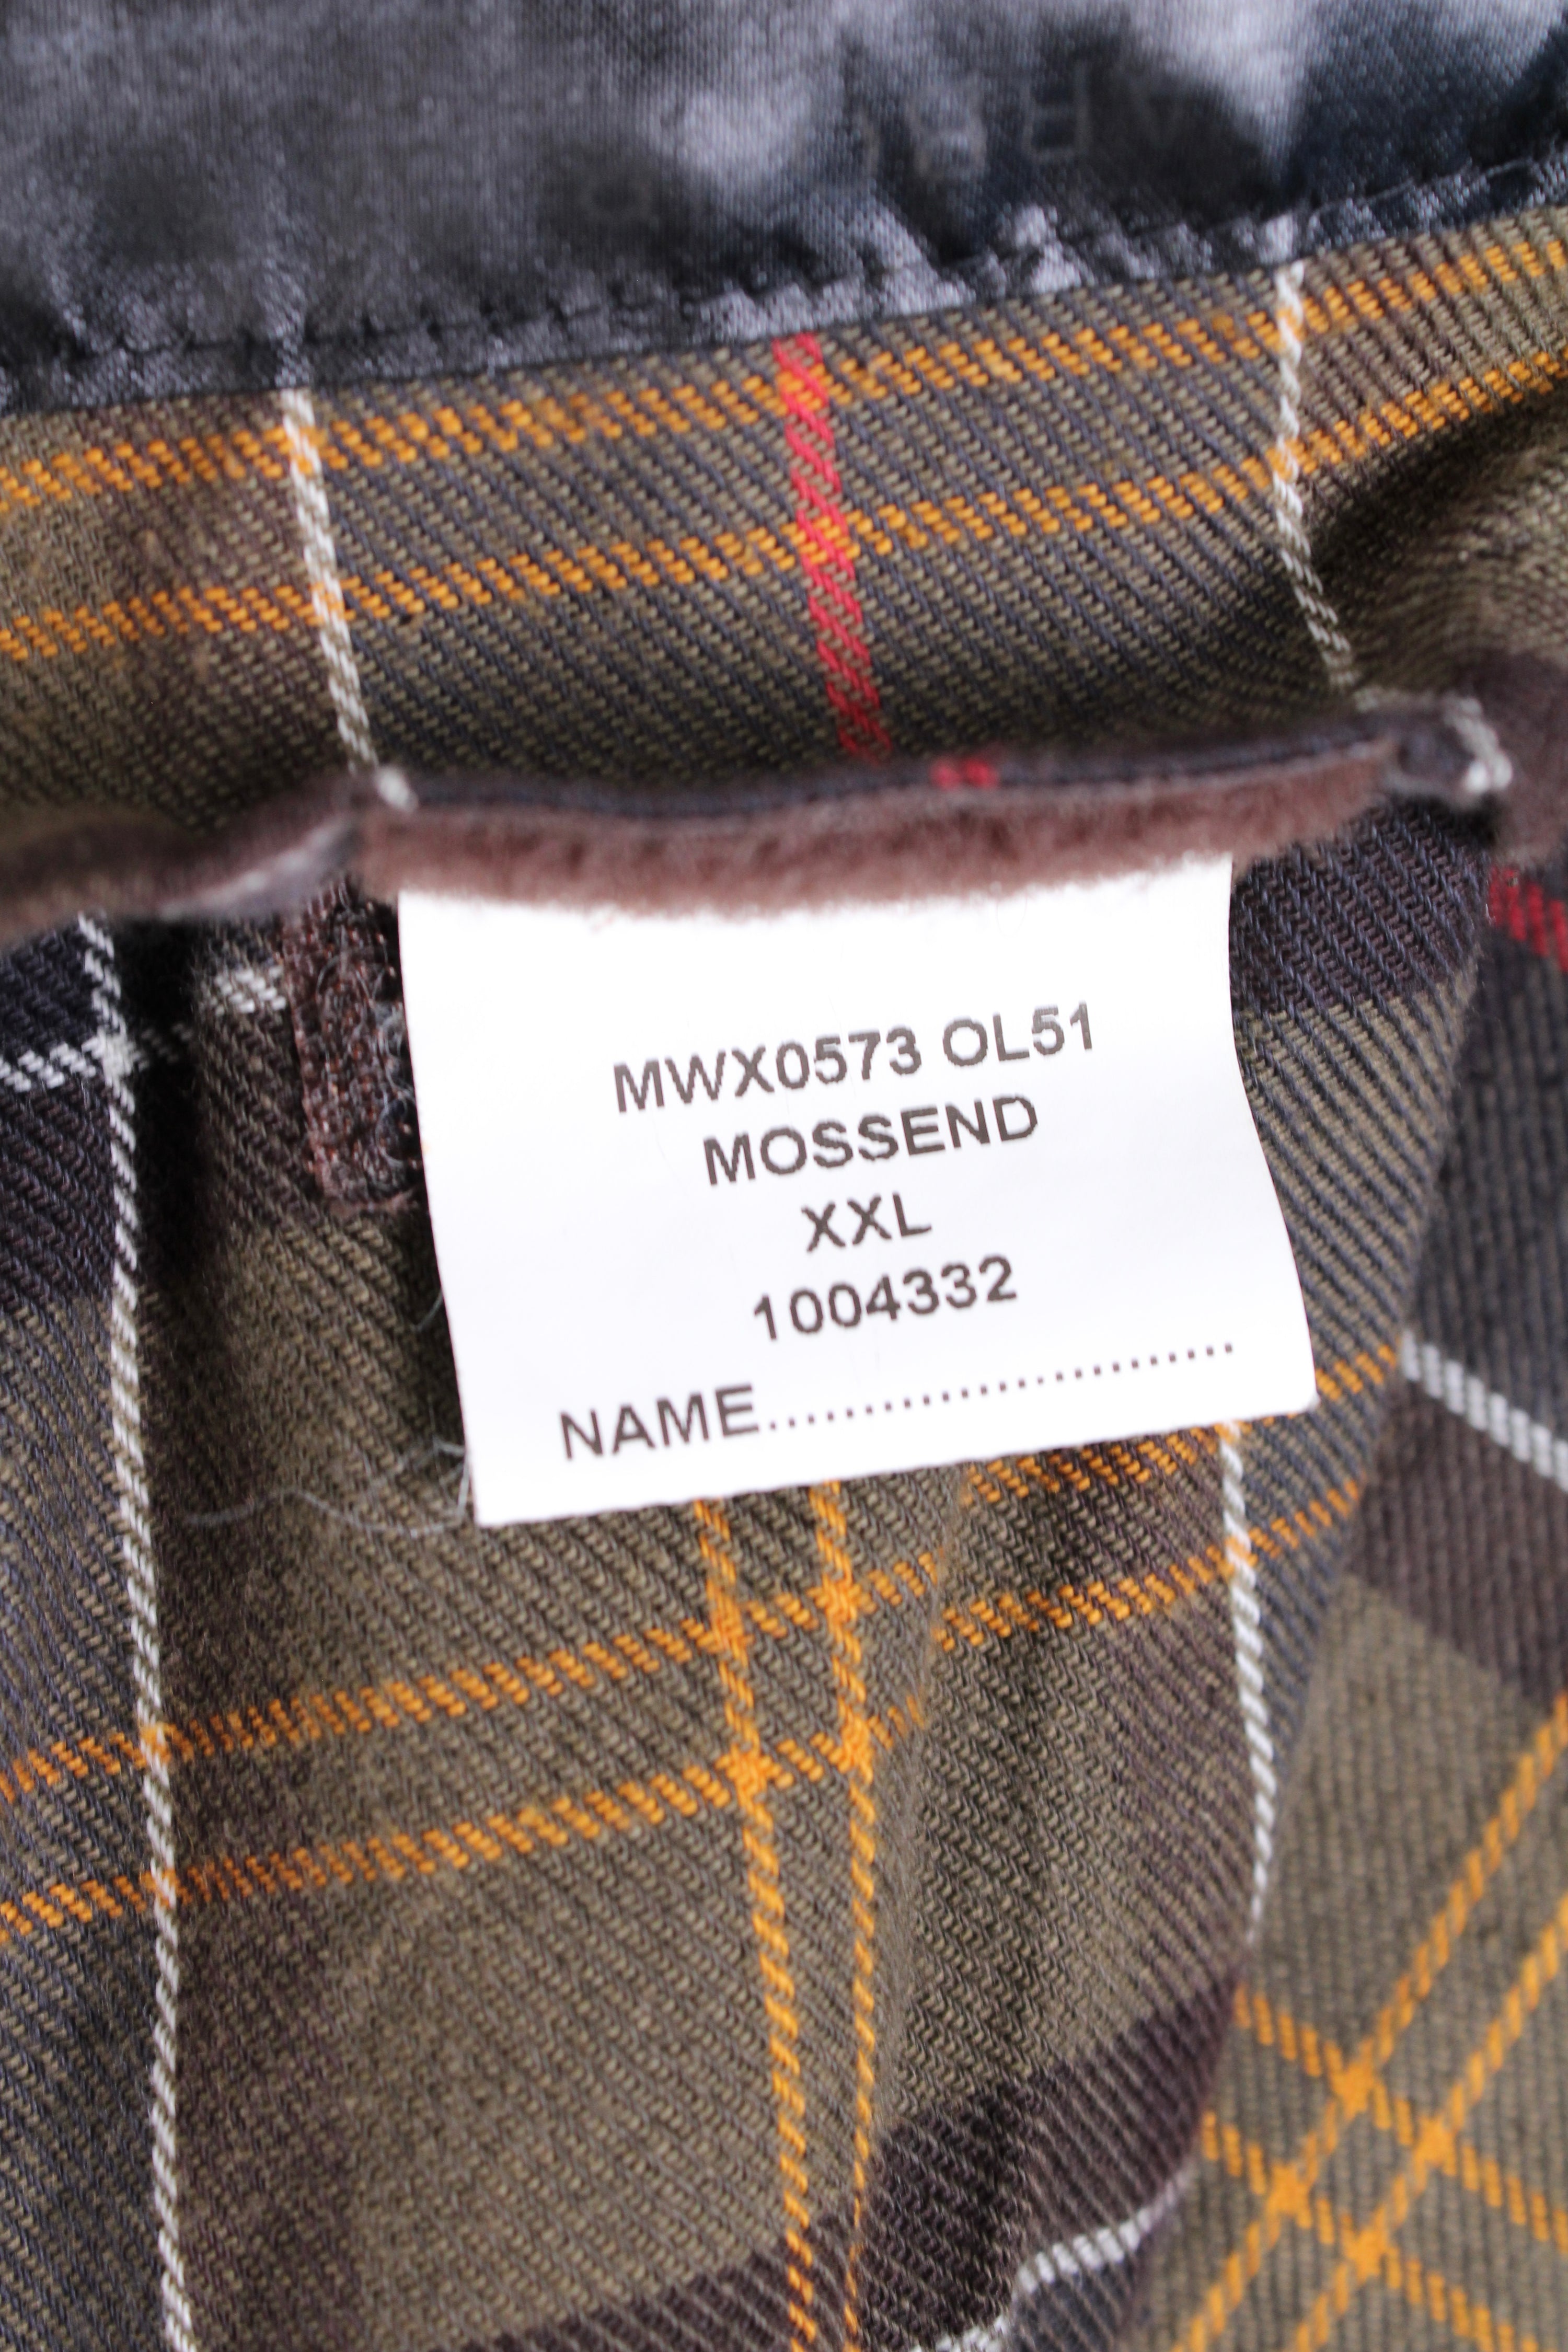 MWX0573 OL51
MOSSEND
XXL
1004332
NAME..............................